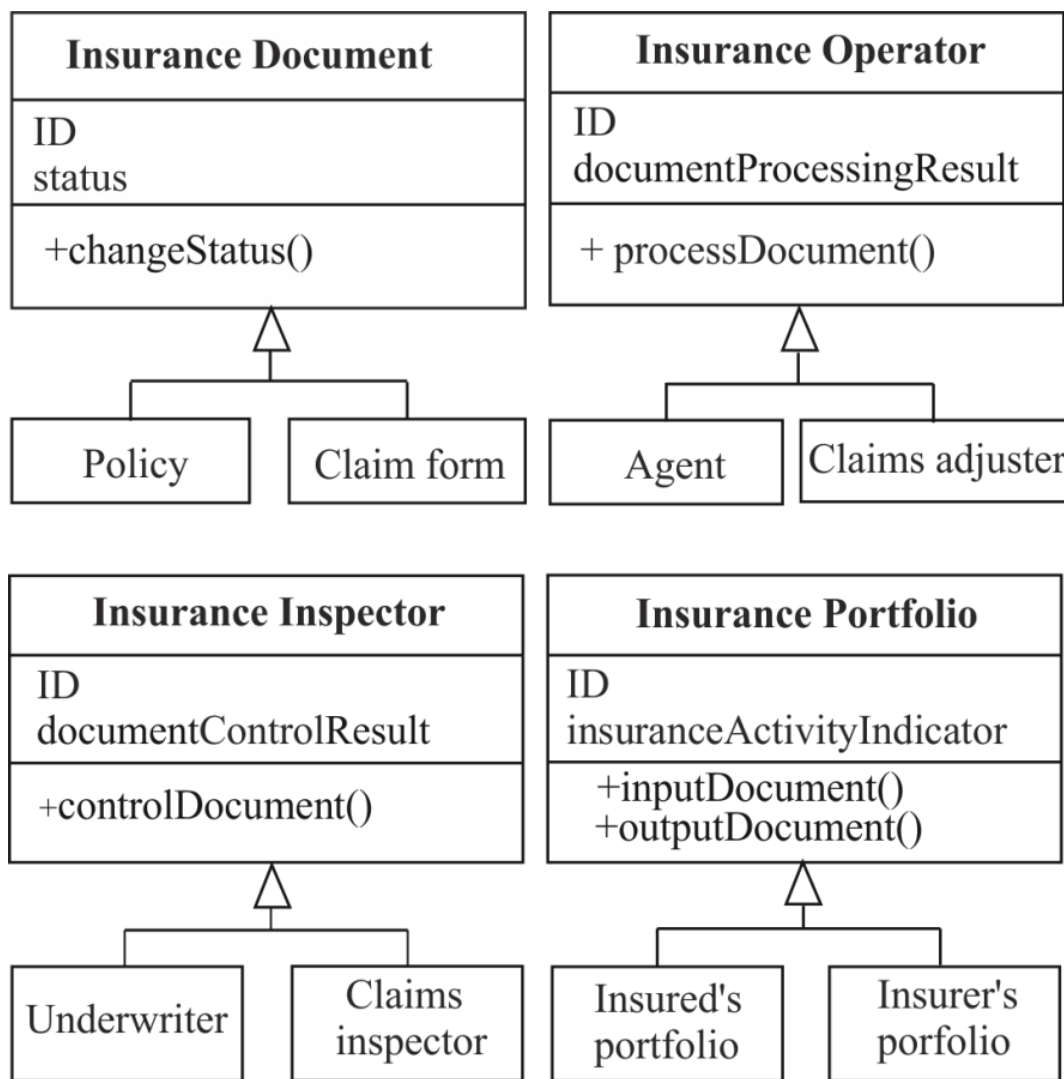 Insurance Document
ID
status
+changeStatus()
Policy
Claim form
Insurance Operator
ID
documentProcessingResult
+ processDocument()
Agent
Claims adjuster
Insurance Inspector
ID
documentControlResult
+controlDocument()
Underwriter
Claims
inspector
Insurance Portfolio
ID
insuranceActivityIndicator
+inputDocument()
+outputDocument()
Insured's
portfolio
Insurer's
porfolio